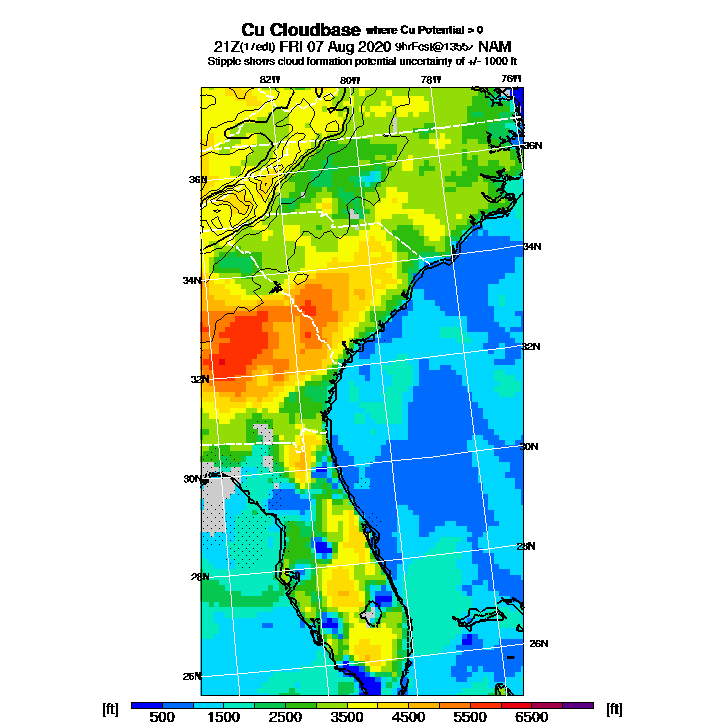 Cu Cloudbase where Cu Potential > 0
21Z(17edt) FRI 07 Aug 2020 9hrFcst@1355z NAM
Stipple shows cloud formation potential uncertainty of +/- 1000 ft
82W 80W 78W 76W
36N
36N
34N
34N
32N
32N
30N
30N
28N
28N
26N
26N
[ft] 500 1500 2500 3500 4500 5500 6500 [ft]